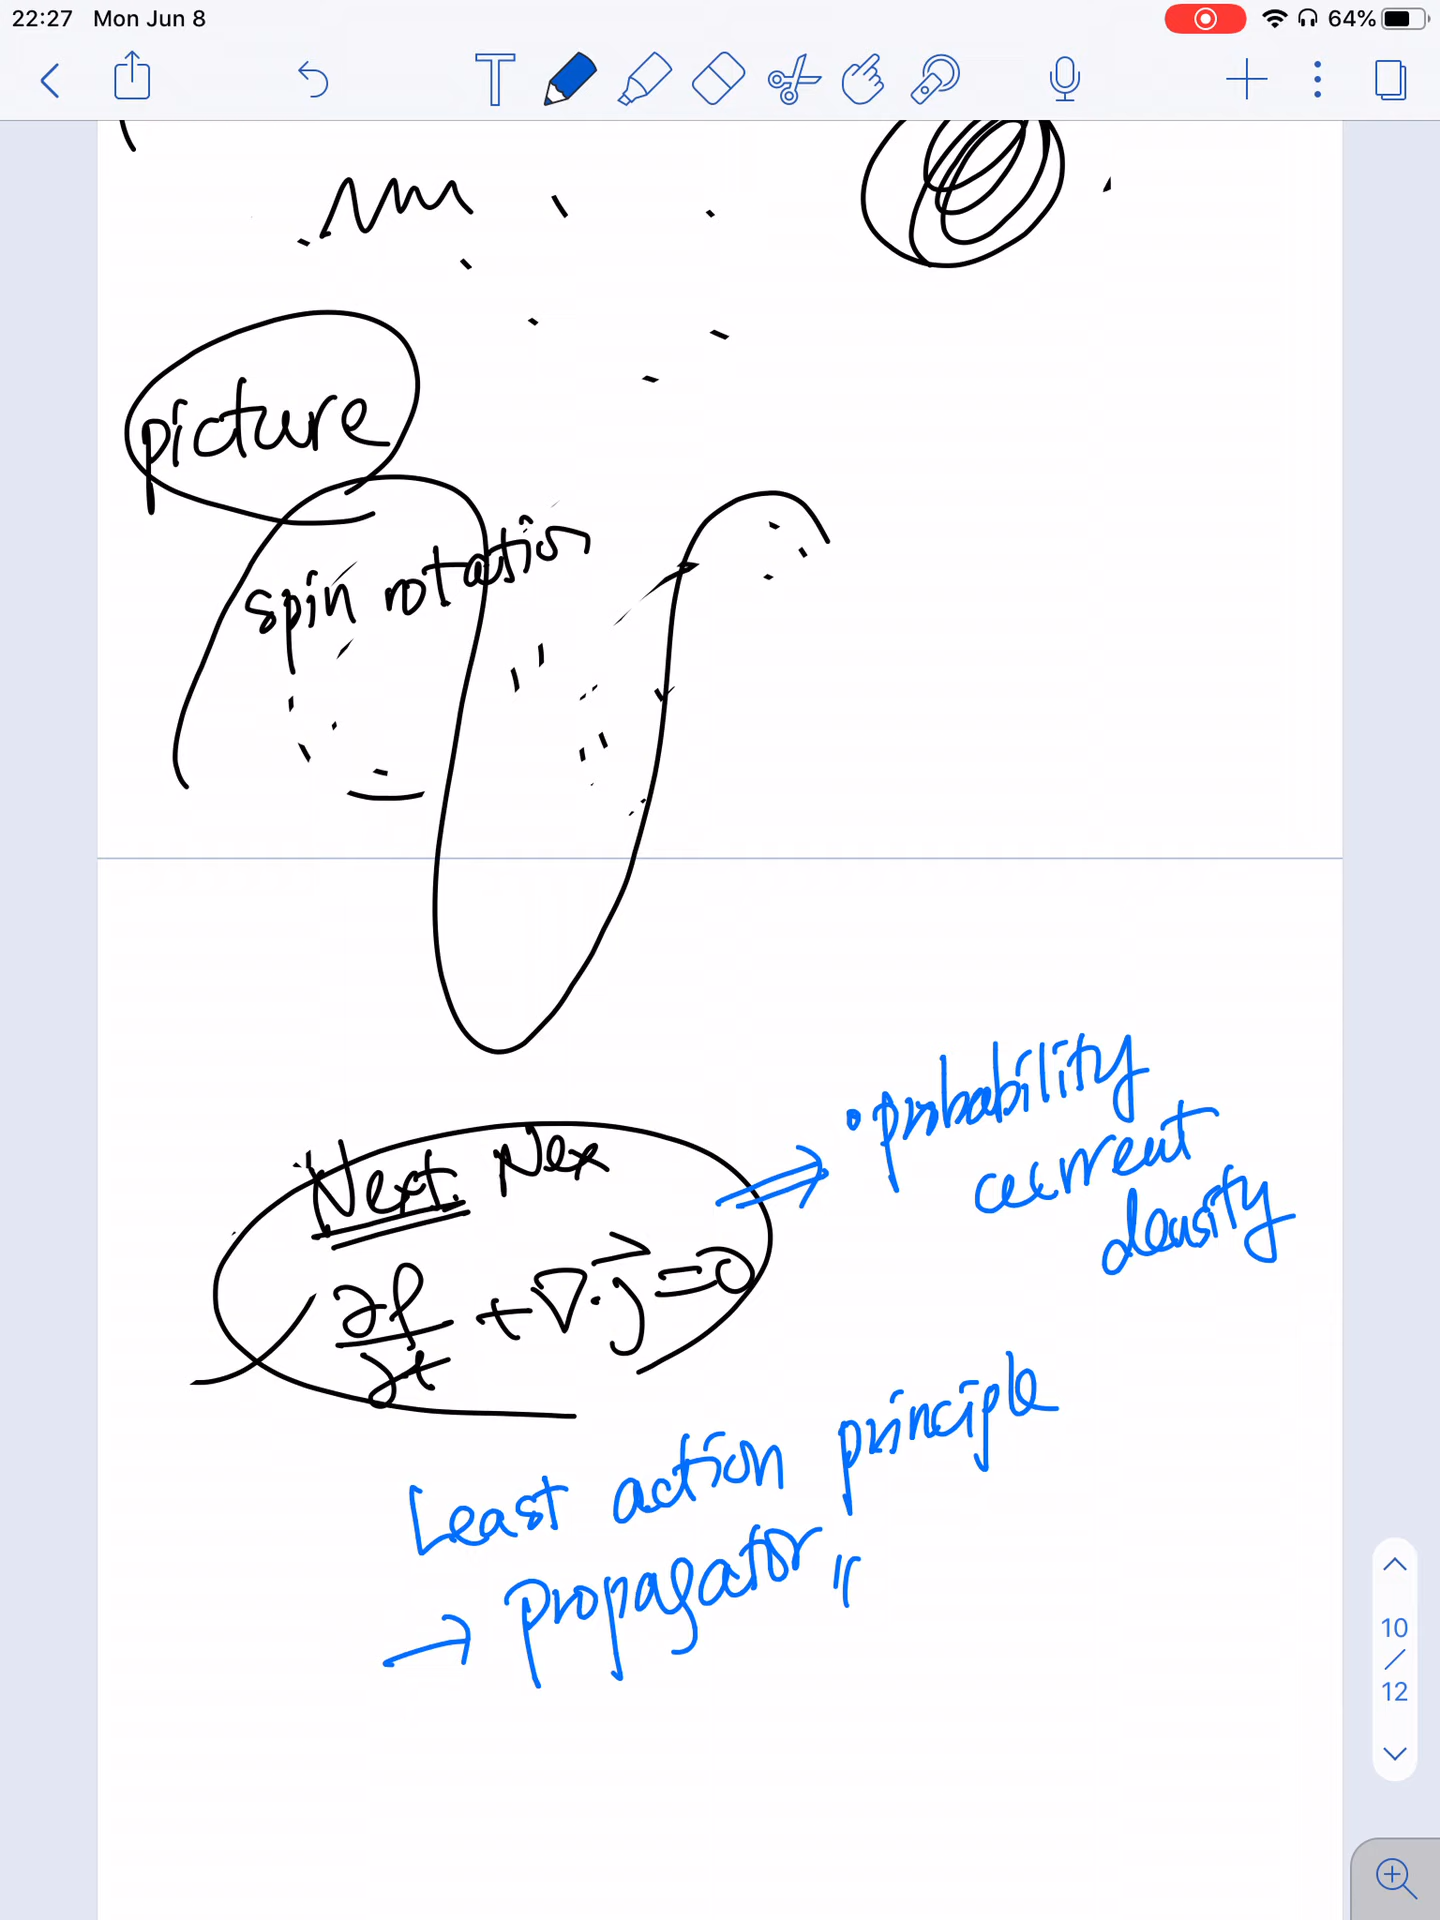 22:27 Mon Jun 8
64%
T
picture
spin rotaction
Next. Nex
∂ρ/∂t + ∇·j⃗ = 0
• probability
current
density
Least action principle
→ propagator
10
/
12